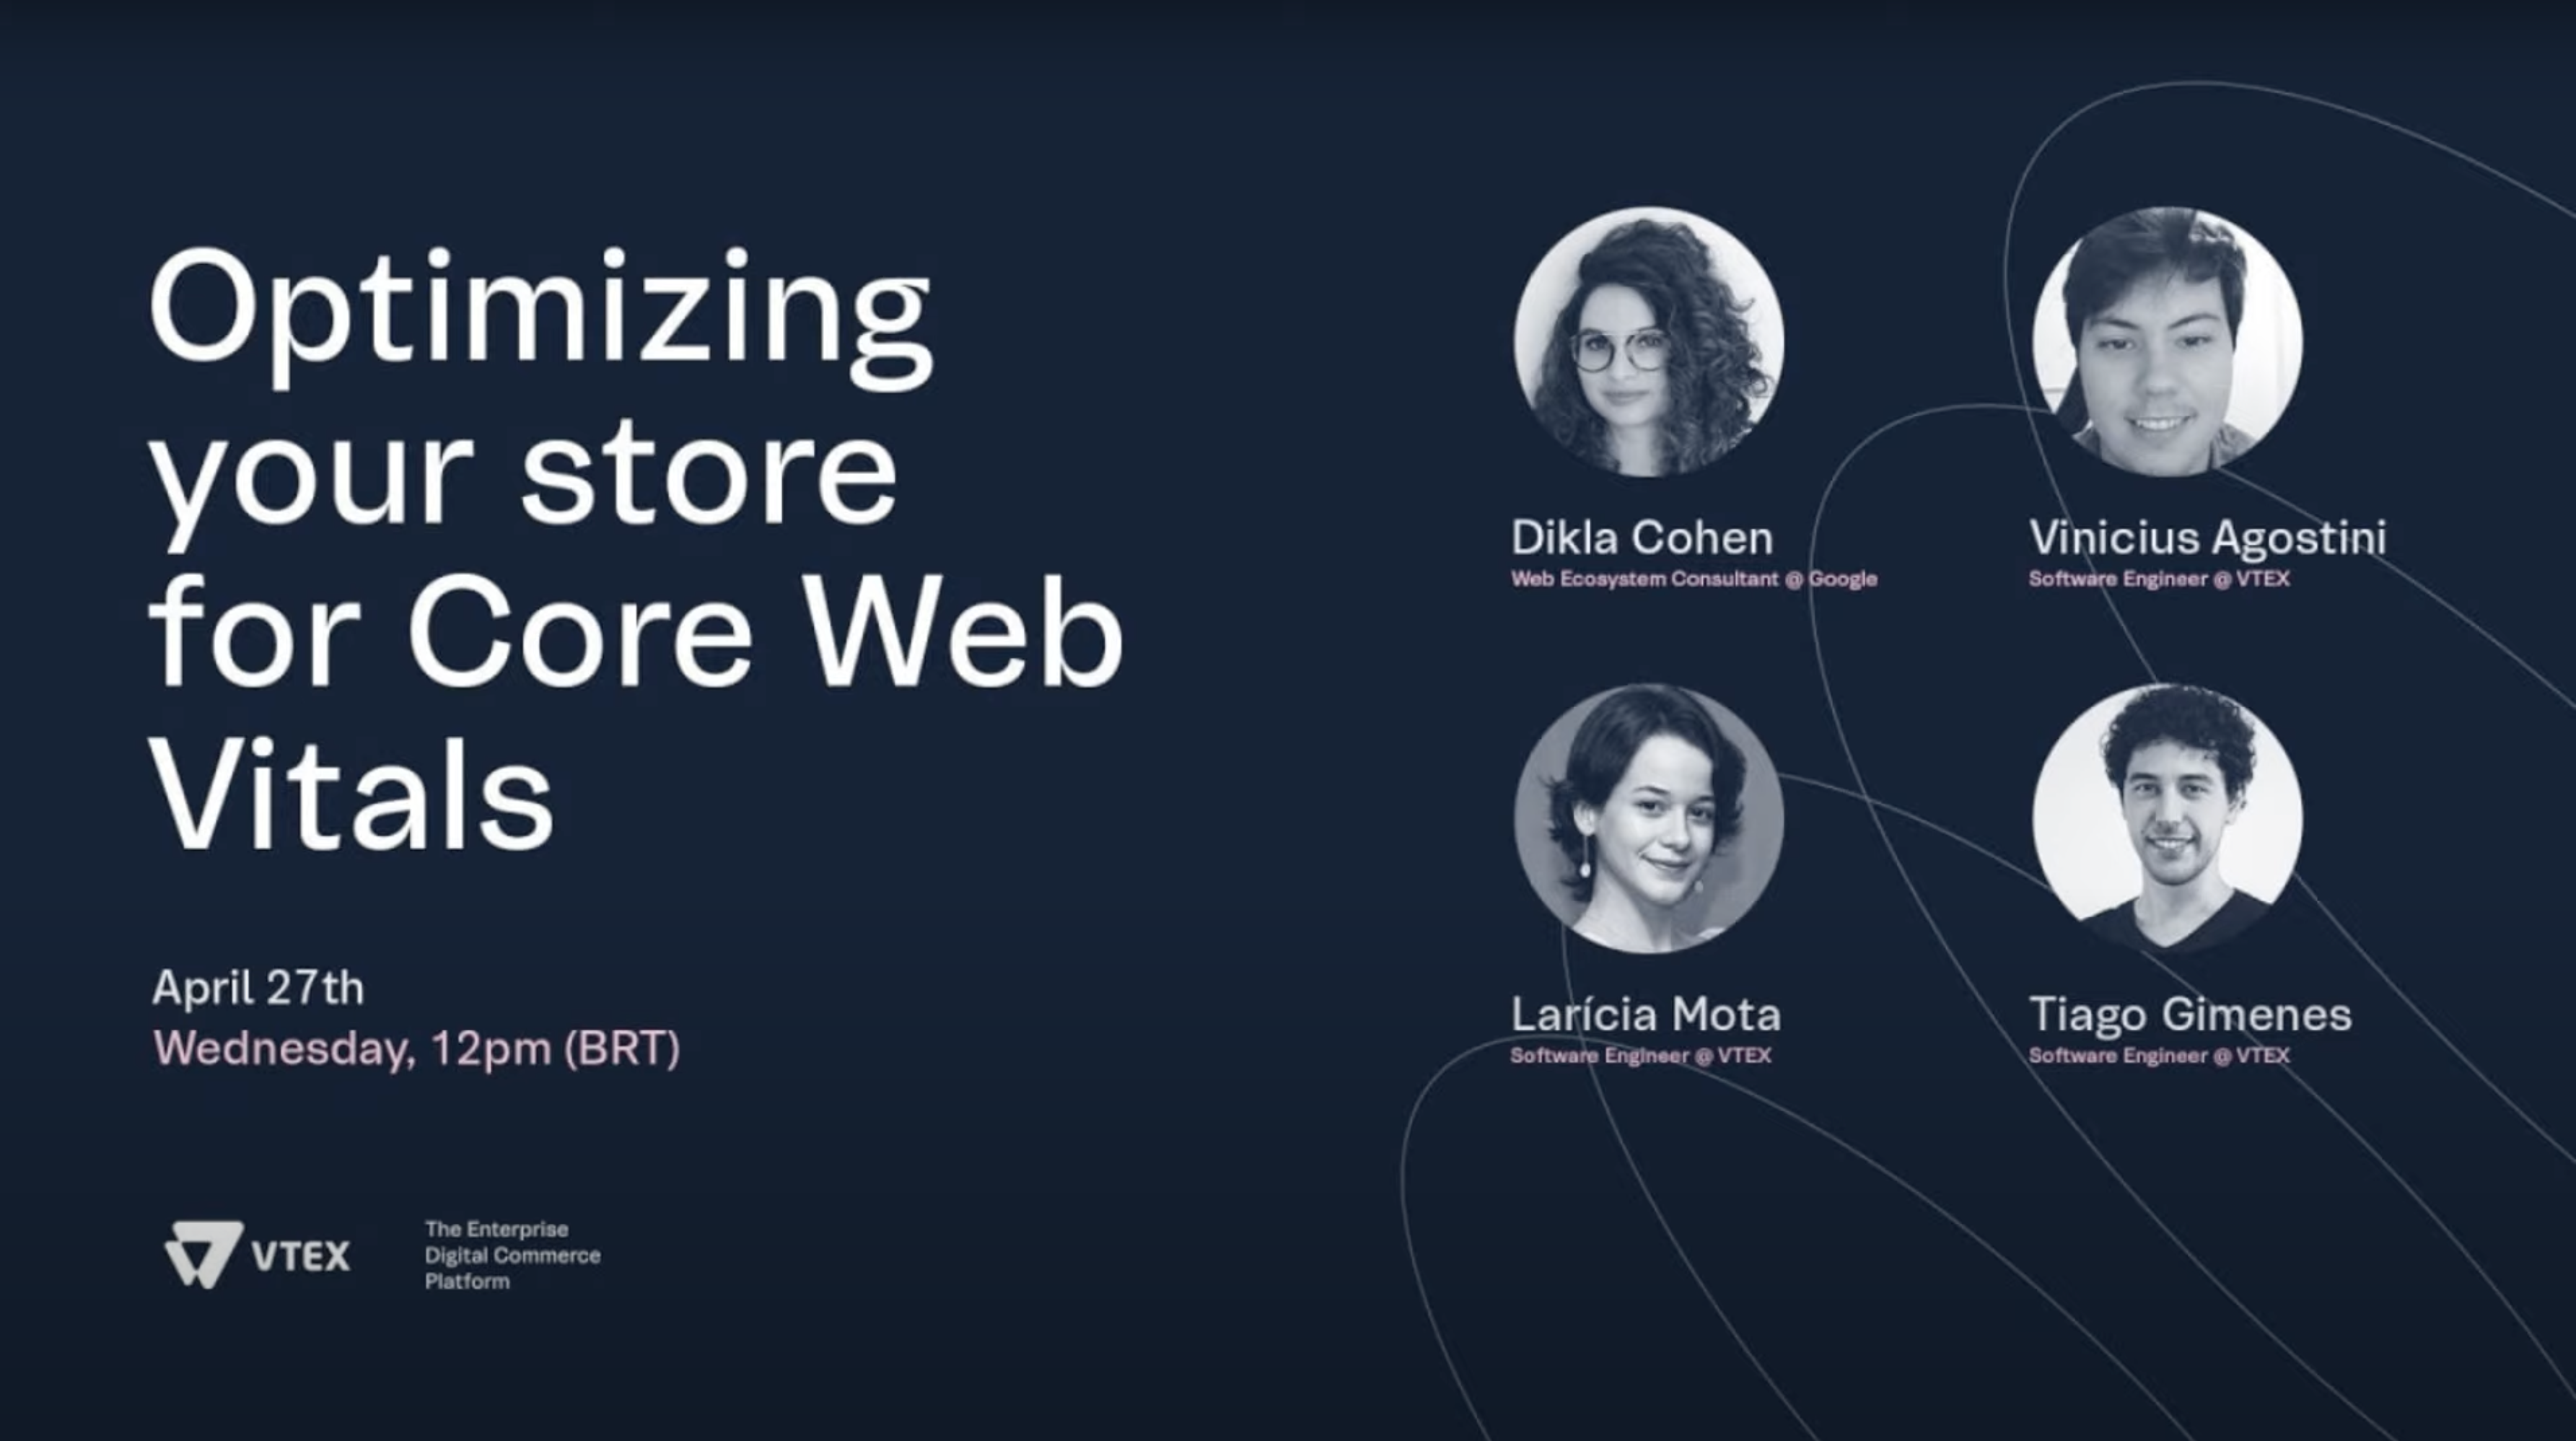 Optimizing
your store
for Core Web
Vitals
April 27th
Wednesday, 12pm (BRT)
VTEX
The Enterprise
Digital Commerce
Platform
Dikla Cohen
Web Ecosystem Consultant @ Google
Vinicius Agostini
Software Engineer @ VTEX
Larícia Mota
Software Engineer @ VTEX
Tiago Gimenes
Software Engineer @ VTEX